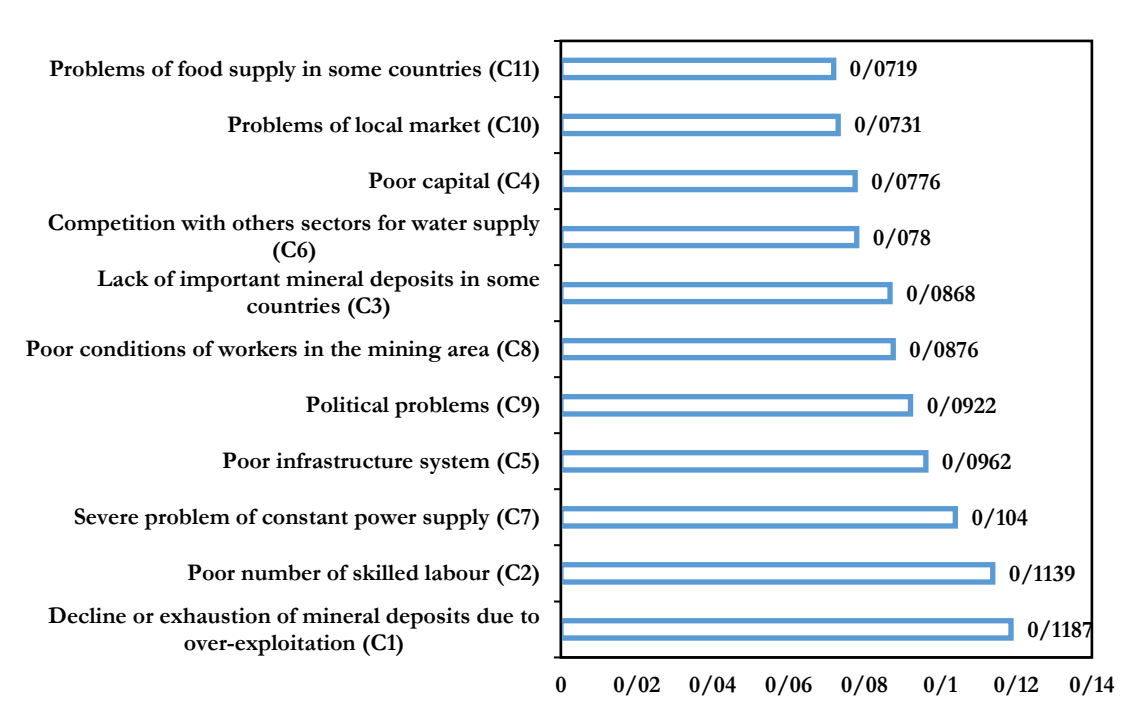 Problems of food supply in some countries (C11)
0/0719
Problems of local market (C10)
0/0731
Poor capital (C4)
0/0776
Competition with others sectors for water supply
(C6)
0/078
Lack of important mineral deposits in some
countries (C3)
0/0868
Poor conditions of workers in the mining area (C8)
0/0876
Political problems (C9)
0/0922
Poor infrastructure system (C5)
0/0962
Severe problem of constant power supply (C7)
0/104
Poor number of skilled labour (C2)
0/1139
Decline or exhaustion of mineral deposits due to
over-exploitation (C1)
0/1187
0 0/02 0/04 0/06 0/08 0/1 0/12 0/14